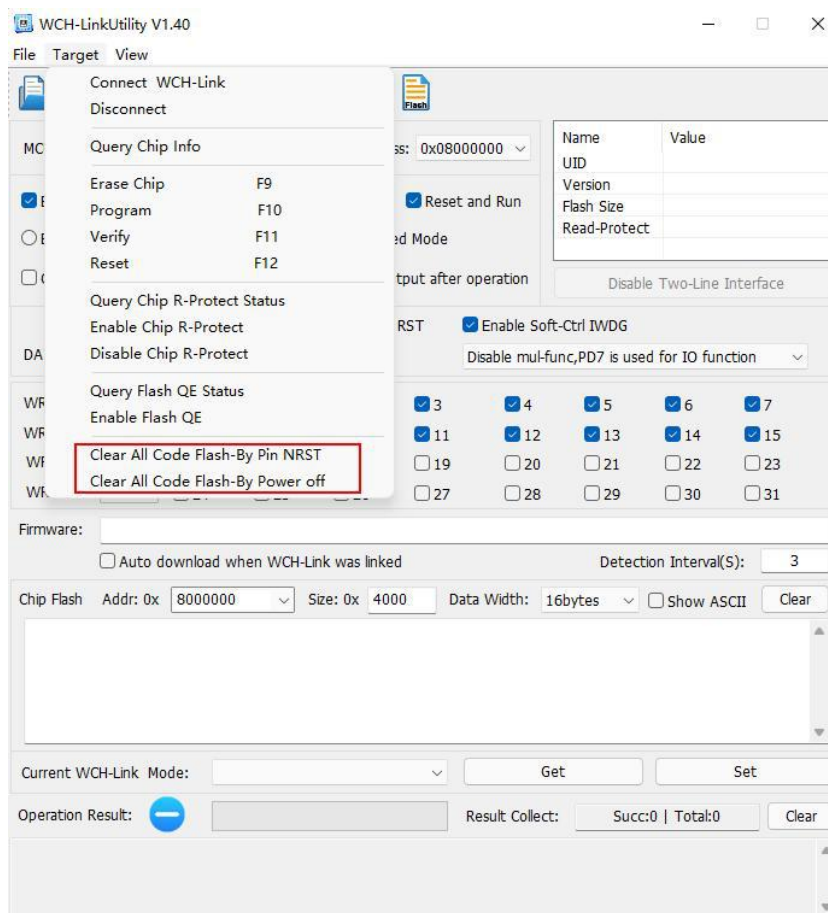 WCH-LinkUtility V1.40
File Target View
Connect WCH-Link
Disconnect
Query Chip Info
Erase Chip F9
Program F10
Verify F11
Reset F12
Query Chip R-Protect Status
Enable Chip R-Protect
Disable Chip R-Protect
Query Flash QE Status
Enable Flash QE
Clear All Code Flash-By Pin NRST
Clear All Code Flash-By Power off
Flash
0x08000000
Name Value
UID
Version
Flash Size
Read-Protect
Reset and Run
Mode
after operation
Disable Two-Line Interface
RST Enable Soft-Ctrl IWDG
Disable mul-func,PD7 is used for IO function
3 4 5 6 7
11 12 13 14 15
19 20 21 22 23
27 28 29 30 31
Firmware:
Auto download when WCH-Link was linked Detection Interval(S): 3
Chip Flash Addr: 0x 8000000 Size: 0x 4000 Data Width: 16bytes Show ASCII Clear
Current WCH-Link Mode: Get Set
Operation Result: Result Collect: Succ:0 | Total:0 Clear